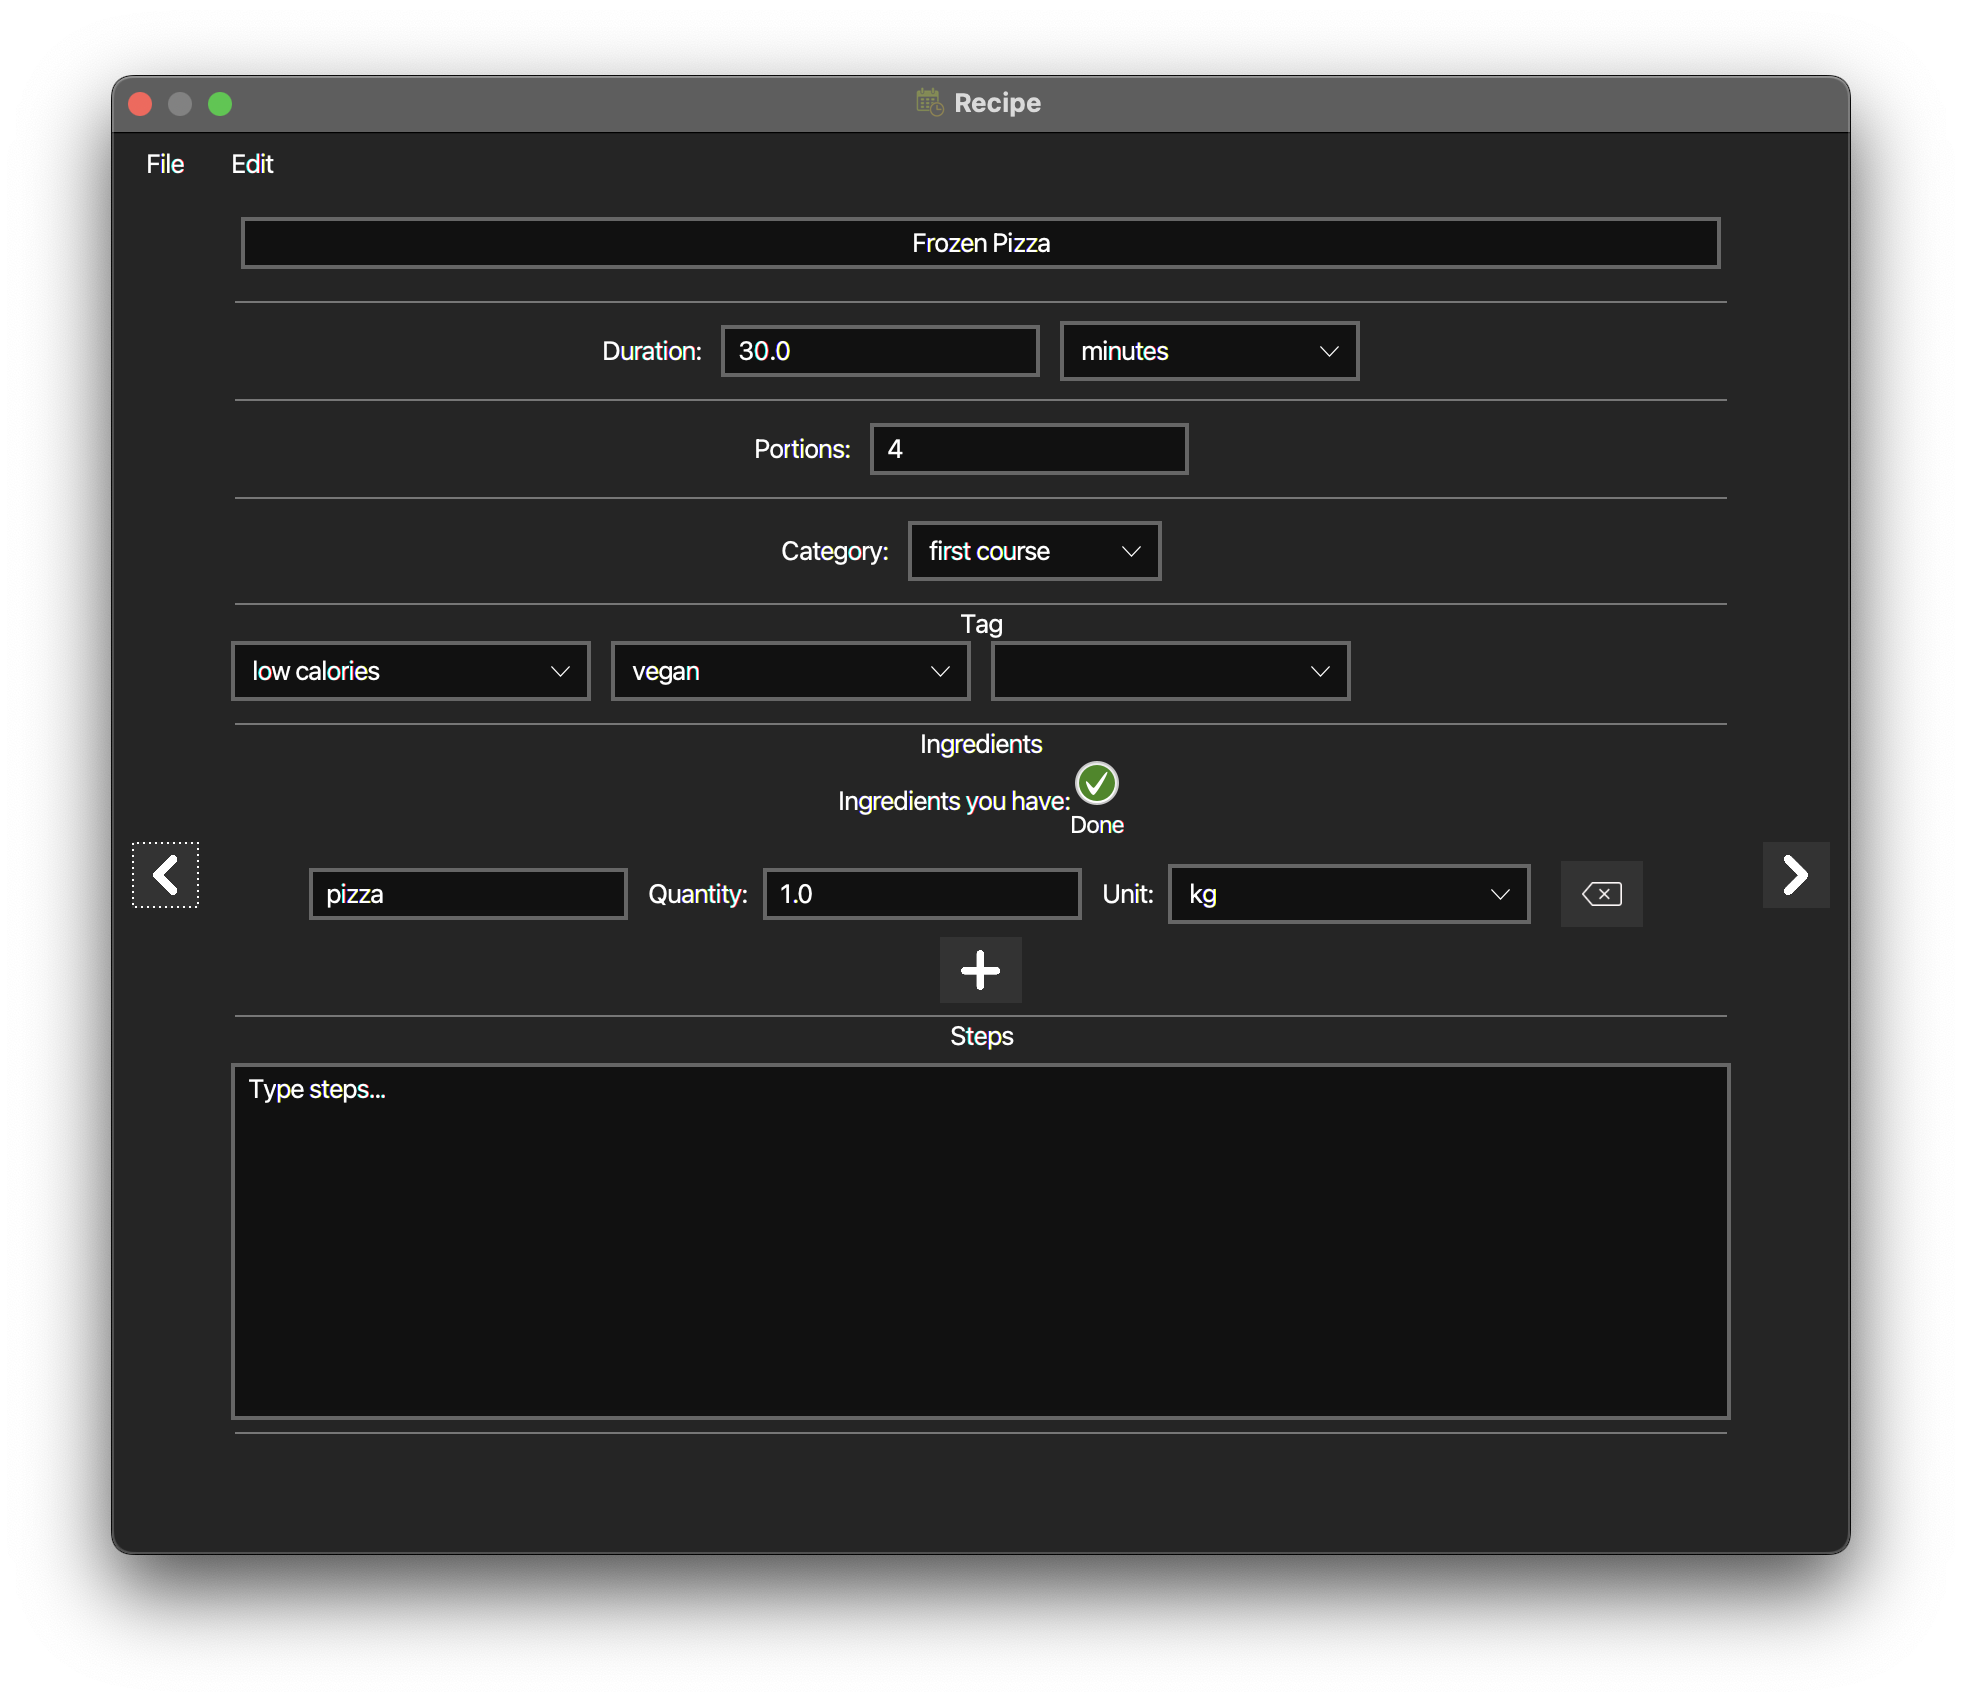 Recipe
File Edit
Frozen Pizza
Duration: 30.0 minutes
Portions: 4
Category: first course
Tag
low calories vegan
Ingredients
Ingredients you have:
Done
pizza Quantity: 1.0 Unit: kg
Steps
Type steps...